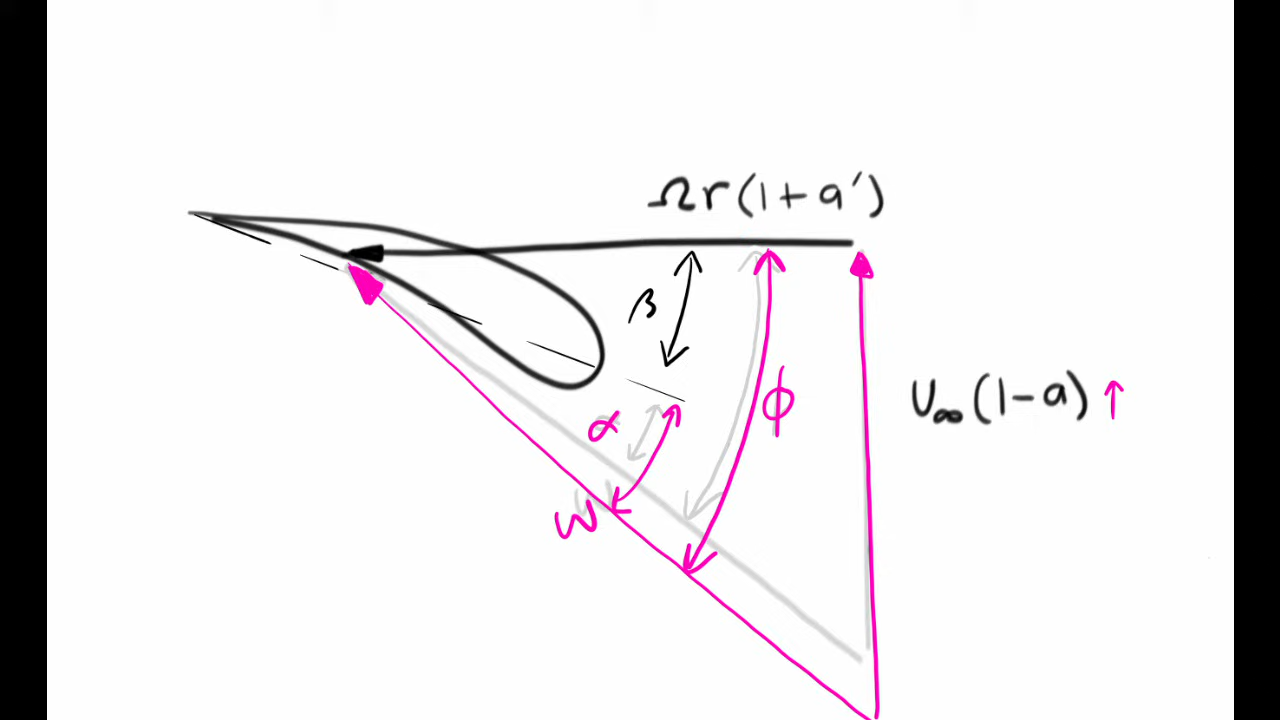 Ωr(1+a′)
β
U∞(1-a)↑
ϕ
α
W